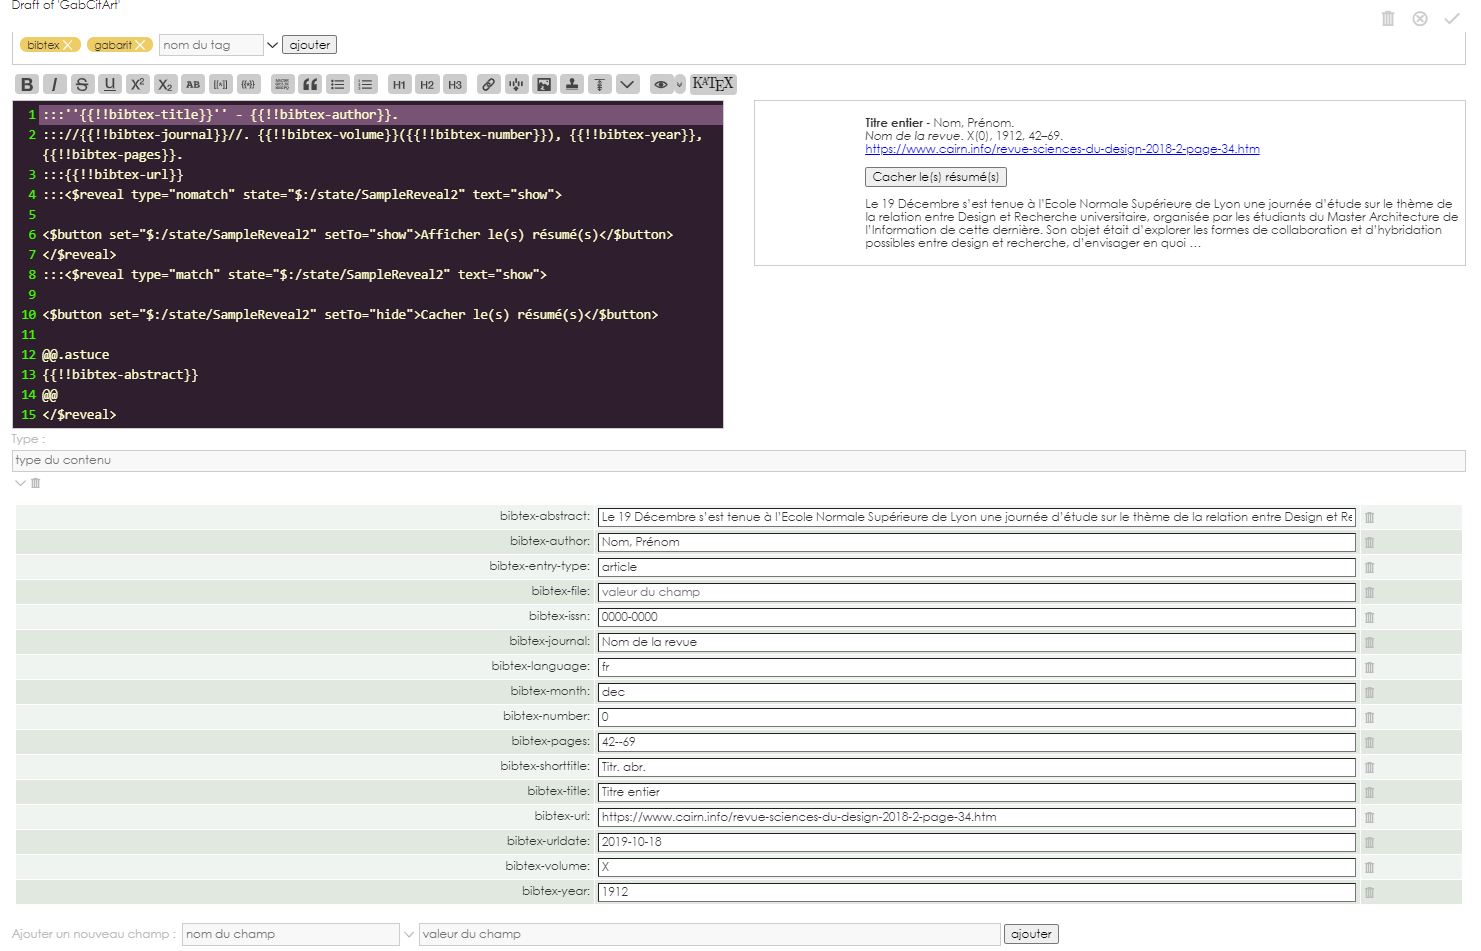 Draft of 'GabCitArt'
bibtex gabarit nom du tag ajouter
B I S U X² X₂ AB H1 H2 H3 KATEX
1 :::''{{!!bibtex-title}}'' - {{!!bibtex-author}}.
2 ::://{{!!bibtex-journal}}//. {{!!bibtex-volume}}({{!!bibtex-number}}), {{!!bibtex-year}},
{{!!bibtex-pages}}.
3 :::{{!!bibtex-url}}
4 :::<$reveal type="nomatch" state="$:/state/SampleReveal2" text="show">
5
6 <$button set="$:/state/SampleReveal2" setTo="show">Afficher le(s) résumé(s)</$button>
7 </$reveal>
8 :::<$reveal type="match" state="$:/state/SampleReveal2" text="show">
9
10 <$button set="$:/state/SampleReveal2" setTo="hide">Cacher le(s) résumé(s)</$button>
11
12 @@.astuce
13 {{!!bibtex-abstract}}
14 @@
15 </$reveal>
Titre entier - Nom, Prénom.
Nom de la revue. X(0), 1912, 42–69.
https://www.cairn.info/revue-sciences-du-design-2018-2-page-34.htm
Cacher le(s) résumé(s)
Le 19 Décembre s’est tenue à l’Ecole Normale Supérieure de Lyon une journée d’étude sur le thème de
la relation entre Design et Recherche universitaire, organisée par les étudiants du Master Architecture de
l’Information de cette dernière. Son objet était d’explorer les formes de collaboration et d’hybridation
possibles entre design et recherche, d’envisager en quoi …
Type :
type du contenu
bibtex-abstract: Le 19 Décembre s’est tenue à l’Ecole Normale Supérieure de Lyon une journée d’étude sur le thème de la relation entre Design et Re
bibtex-author: Nom, Prénom
bibtex-entry-type: article
bibtex-file: valeur du champ
bibtex-issn: 0000-0000
bibtex-journal: Nom de la revue
bibtex-language: fr
bibtex-month: dec
bibtex-number: 0
bibtex-pages: 42--69
bibtex-shorttitle: Titr. abr.
bibtex-title: Titre entier
bibtex-url: https://www.cairn.info/revue-sciences-du-design-2018-2-page-34.htm
bibtex-urldate: 2019-10-18
bibtex-volume: X
bibtex-year: 1912
Ajouter un nouveau champ : nom du champ valeur du champ ajouter